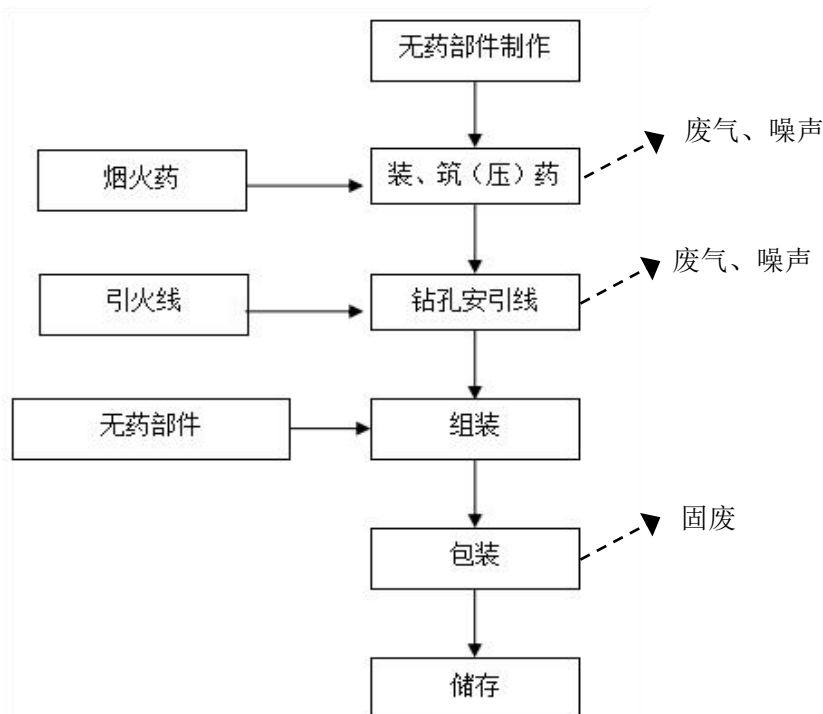 无药部件制作
废气、噪声
烟火药
装、筑（压）药
废气、噪声
引火线
钻孔安引线
无药部件
组装
固废
包装
储存